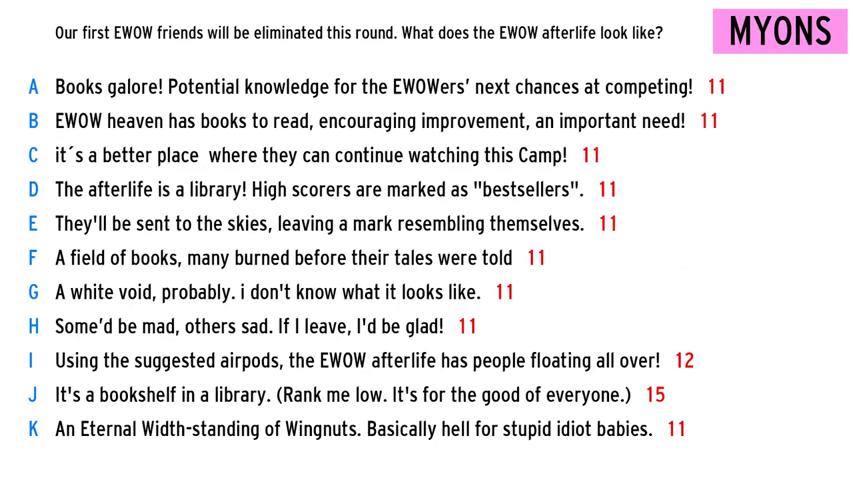 Our first EWOW friends will be eliminated this round. What does the EWOW afterlife look like?
MYONS
A Books galore! Potential knowledge for the EWOWers' next chances at competing! 11
B EWOW heaven has books to read, encouraging improvement, an important need! 11
C it´s a better place  where they can continue watching this Camp! 11
D The afterlife is a library! High scorers are marked as "bestsellers". 11
E They'll be sent to the skies, leaving a mark resembling themselves. 11
F A field of books, many burned before their tales were told 11
G A white void, probably. i don't know what it looks like. 11
H Some'd be mad, others sad. If I leave, I'd be glad! 11
I Using the suggested airpods, the EWOW afterlife has people floating all over! 12
J It's a bookshelf in a library. (Rank me low. It's for the good of everyone.) 15
K An Eternal Width-standing of Wingnuts. Basically hell for stupid idiot babies. 11